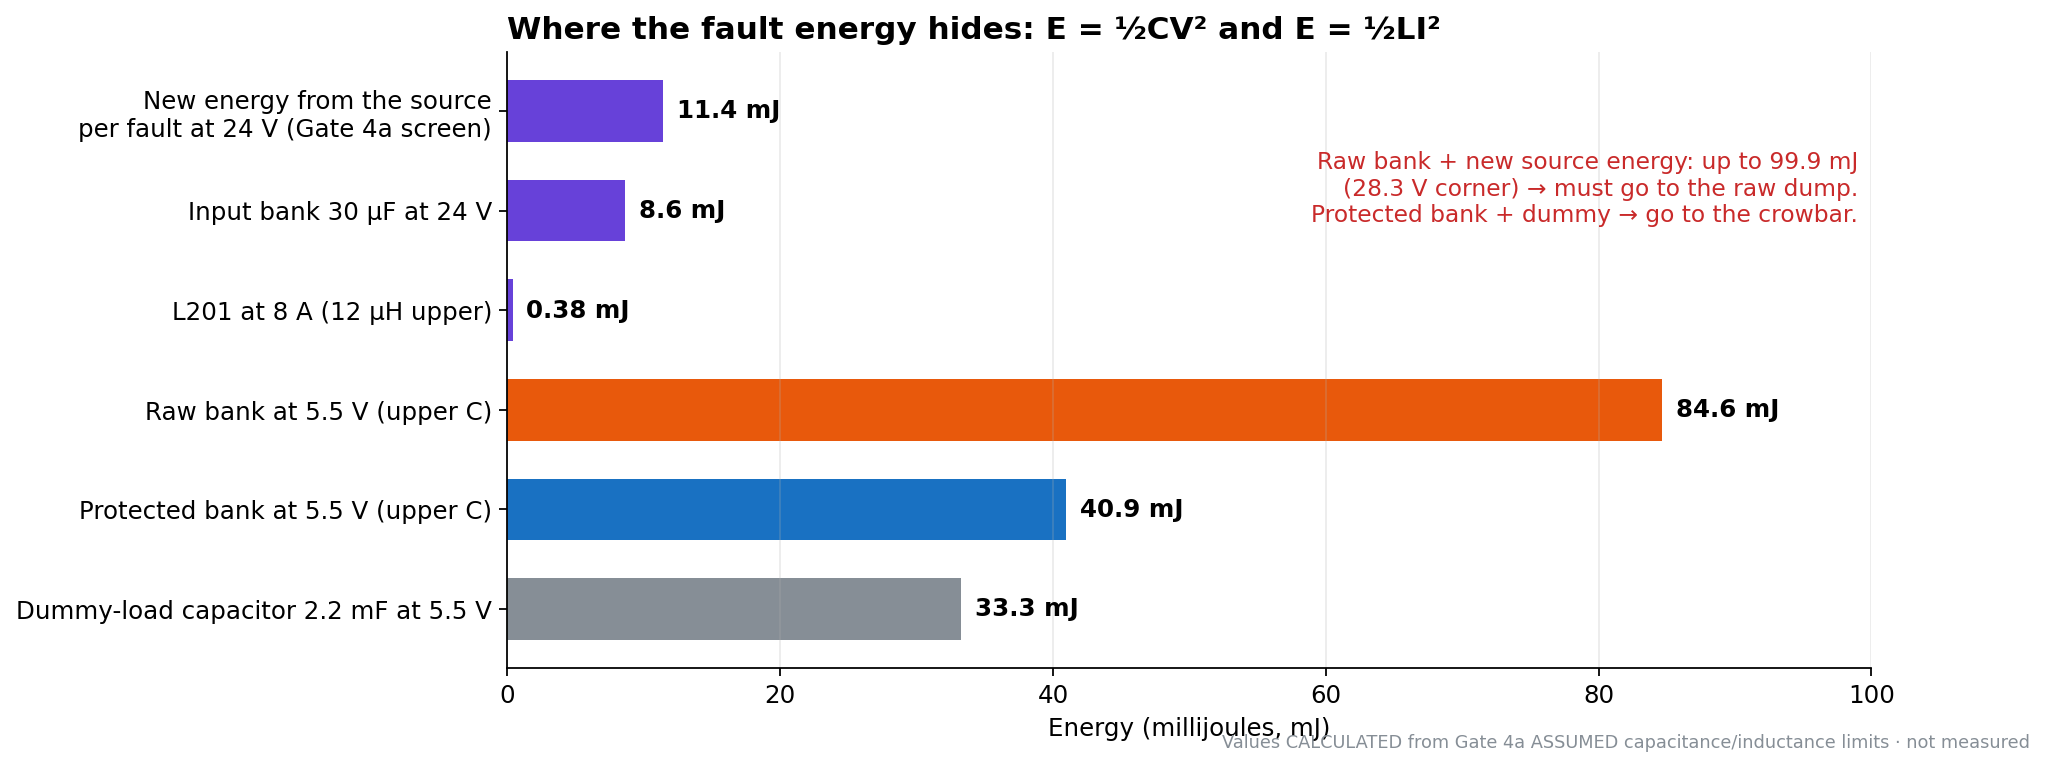 Where the fault energy hides: E = ½CV² and E = ½LI²
New energy from the source
per fault at 24 V (Gate 4a screen)
11.4 mJ
Raw bank + new source energy: up to 99.9 mJ
(28.3 V corner) → must go to the raw dump.
Protected bank + dummy → go to the crowbar.
Input bank 30 µF at 24 V
8.6 mJ
L201 at 8 A (12 µH upper)
0.38 mJ
Raw bank at 5.5 V (upper C)
84.6 mJ
Protected bank at 5.5 V (upper C)
40.9 mJ
Dummy-load capacitor 2.2 mF at 5.5 V
33.3 mJ
0 20 40 60 80 100
Energy (millijoules, mJ)
Values CALCULATED from Gate 4a ASSUMED capacitance/inductance limits · not measured